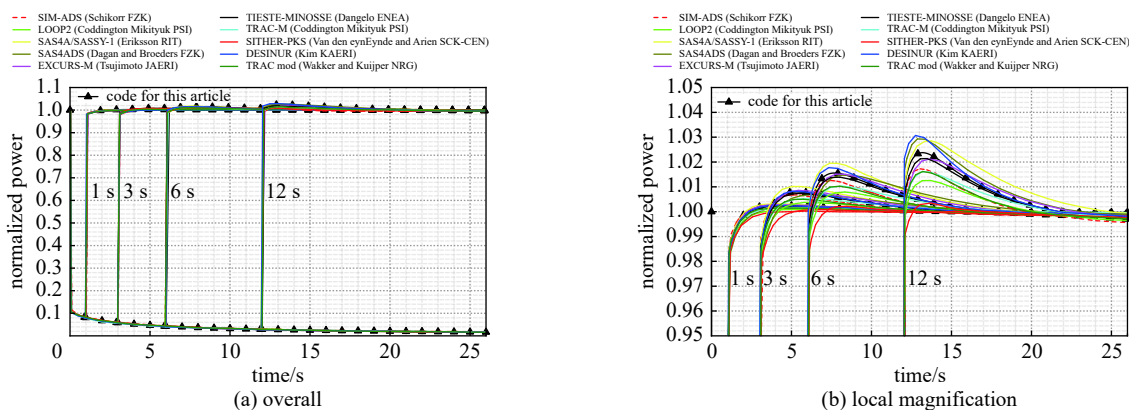 SIM-ADS (Schikorr FZK)
LOOP2 (Coddington Mikityuk PSI)
SAS4A/SASSY-1 (Eriksson RIT)
SAS4ADS (Dagan and Brooders FZK)
EXCURS-M (Tsujimoto JAERI)
TIESTE-MINOSSE (Dangelo ENEA)
TRAC-M (Coddington Mikityuk PSI)
SITHER-PKS (Van den eynEynde and Arien SCK-CEN)
DESINUR (Kim KAERI)
TRAC mod (Wakker and Kuijper NRG)
1.1
1.0
0.9
0.8
0.7
0.6
0.5
0.4
0.3
0.2
0.1
normalized power
code for this article
1 s
3 s
6 s
12 s
0
5
10
15
20
25
time/s
(a) overall
SIM-ADS (Schikorr FZK)
LOOP2 (Coddington Mikityuk PSI)
SAS4A/SASSY-1 (Eriksson RIT)
SAS4ADS (Dagan and Brooders FZK)
EXCURS-M (Tsujimoto JAERI)
TIESTE-MINOSSE (Dangelo ENEA)
TRAC-M (Coddington Mikityuk PSI)
SITHER-PKS (Van den eynEynde and Arien SCK-CEN)
DESINUR (Kim KAERI)
TRAC mod (Wakker and Kuijper NRG)
1.05
1.04
1.03
1.02
1.01
1.00
0.99
0.98
0.97
0.96
0.95
normalized power
code for this article
1 s
3 s
6 s
12 s
0
5
10
15
20
25
time/s
(b) local magnification